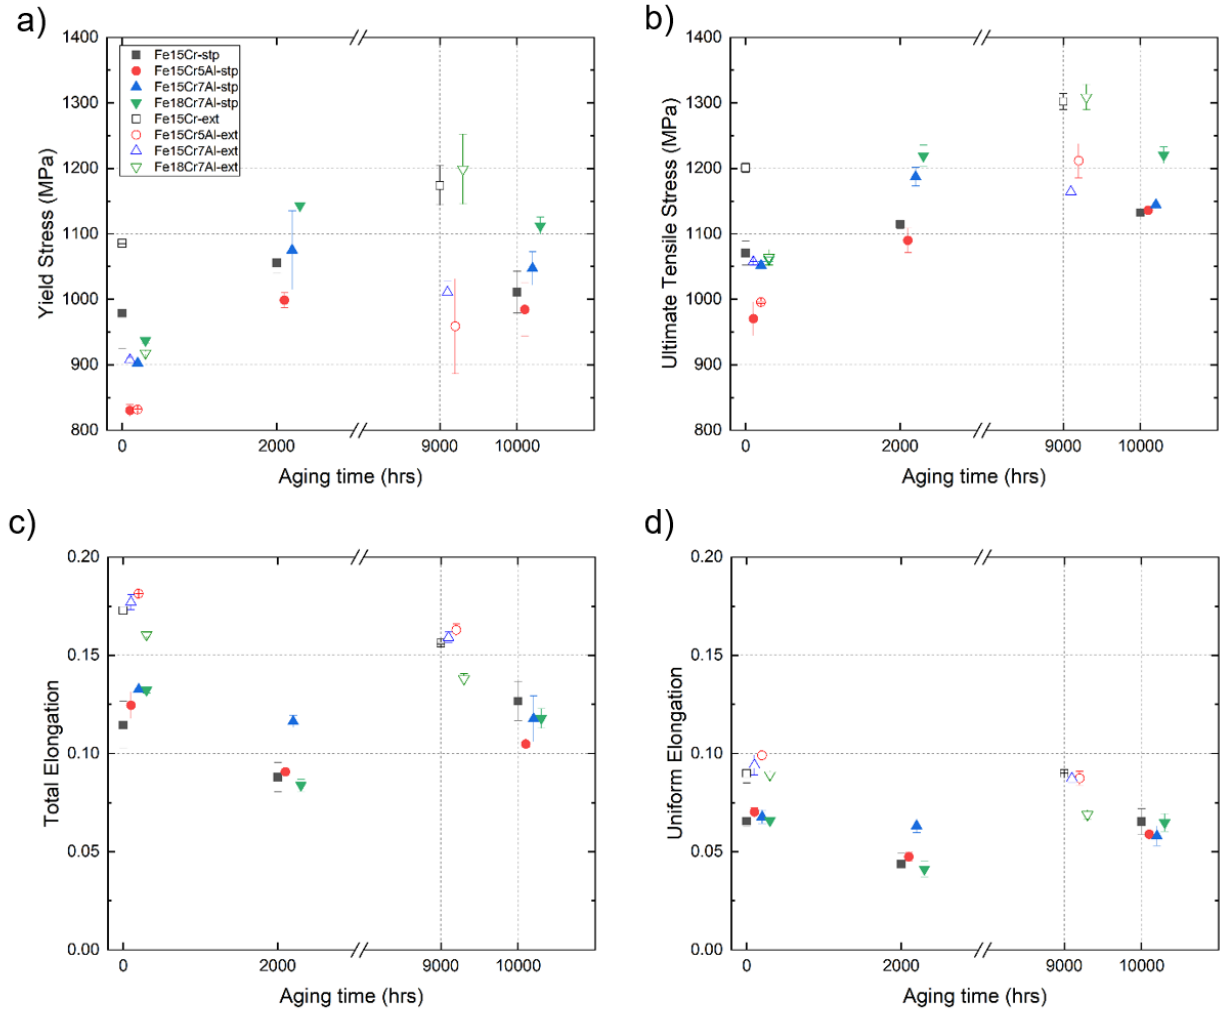 a)
1400
1300
1200
1100
1000
900
800
Yield Stress (MPa)
Fe15Cr-stp
Fe15Cr5Al-stp
Fe15Cr7Al-stp
Fe18Cr7Al-stp
Fe15Cr-ext
Fe15Cr5Al-ext
Fe15Cr7Al-ext
Fe18Cr7Al-ext
0 2000 9000 10000
Aging time (hrs)
b)
1400
1300
1200
1100
1000
900
800
Ultimate Tensile Stress (MPa)
0 2000 9000 10000
Aging time (hrs)
c)
0.20
0.15
0.10
0.05
0.00
Total Elongation
0 2000 9000 10000
Aging time (hrs)
d)
0.20
0.15
0.10
0.05
0.00
Uniform Elongation
0 2000 9000 10000
Aging time (hrs)